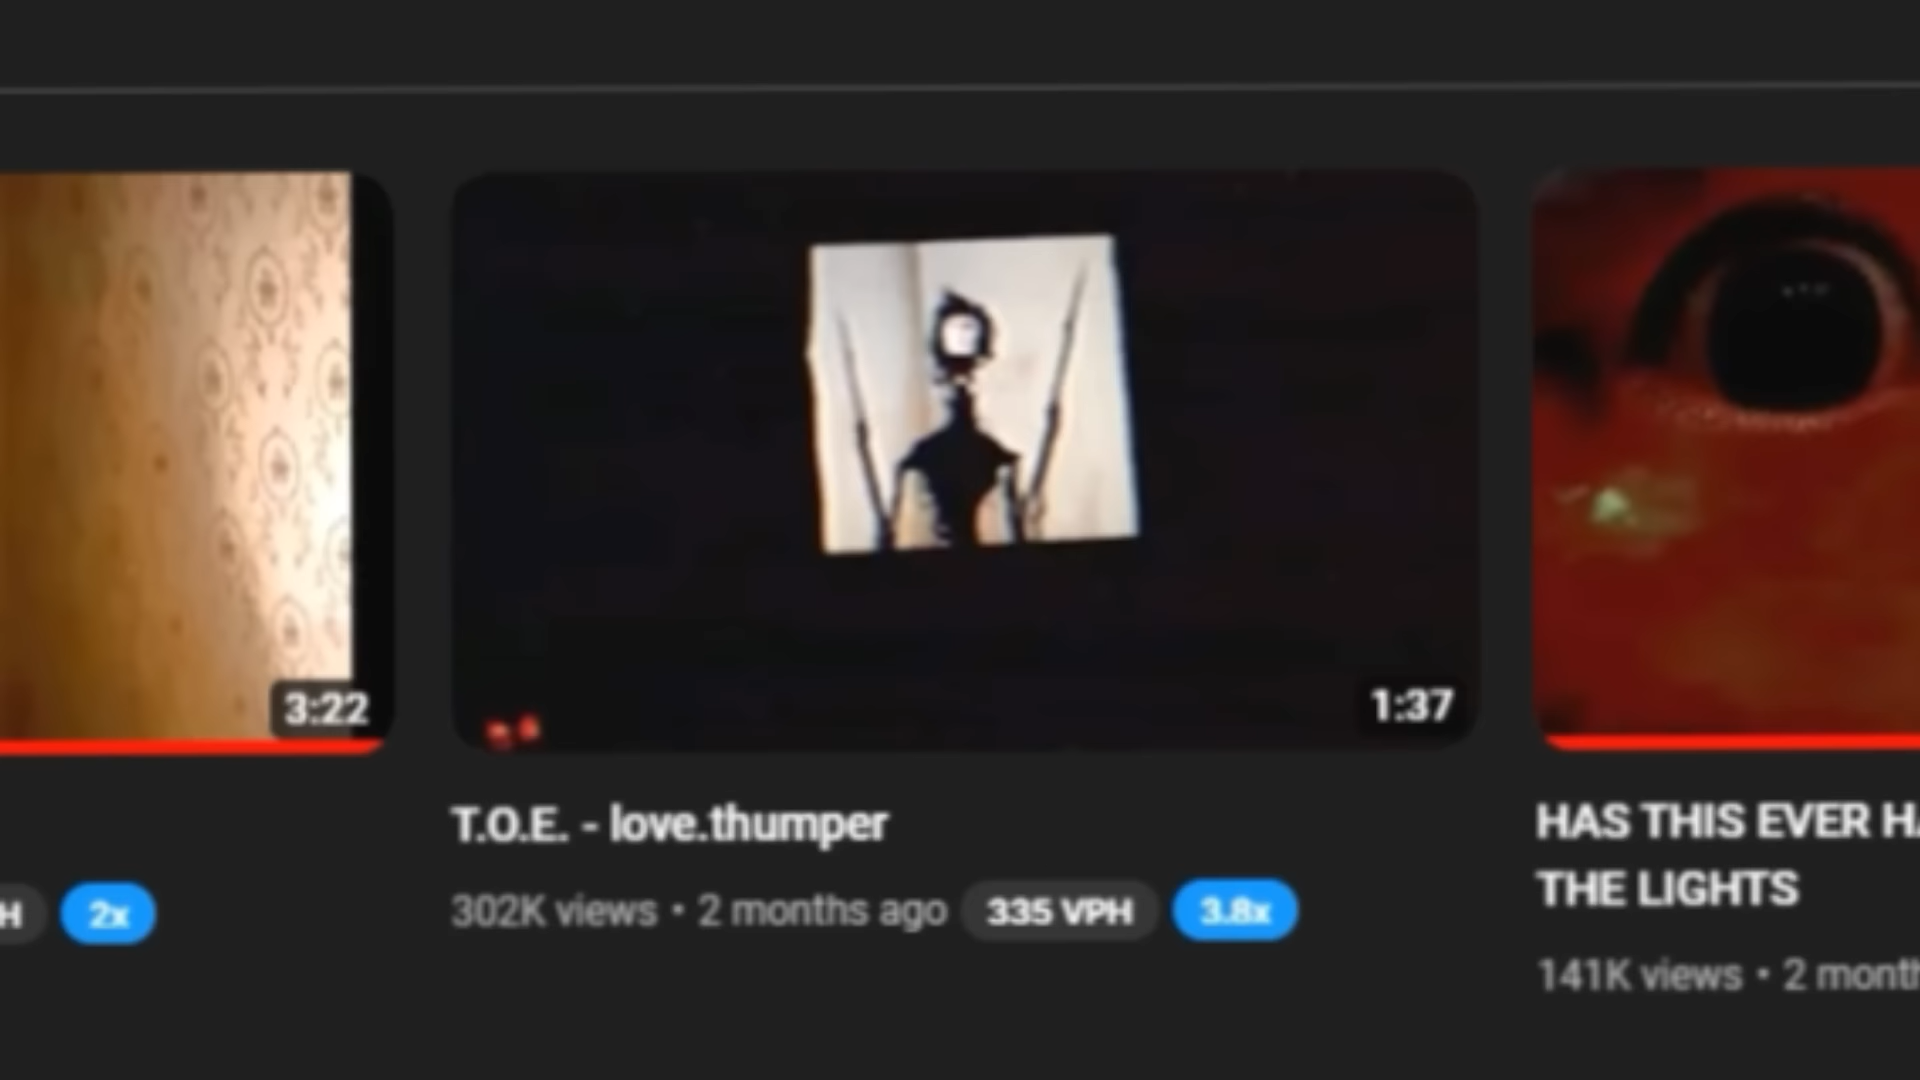 3:22
1:37
T.O.E. - love.thumper
HAS THIS EVER
THE LIGHTS
H 2x
302K views • 2 months ago 335 VPH 3.8x
141K views • 2